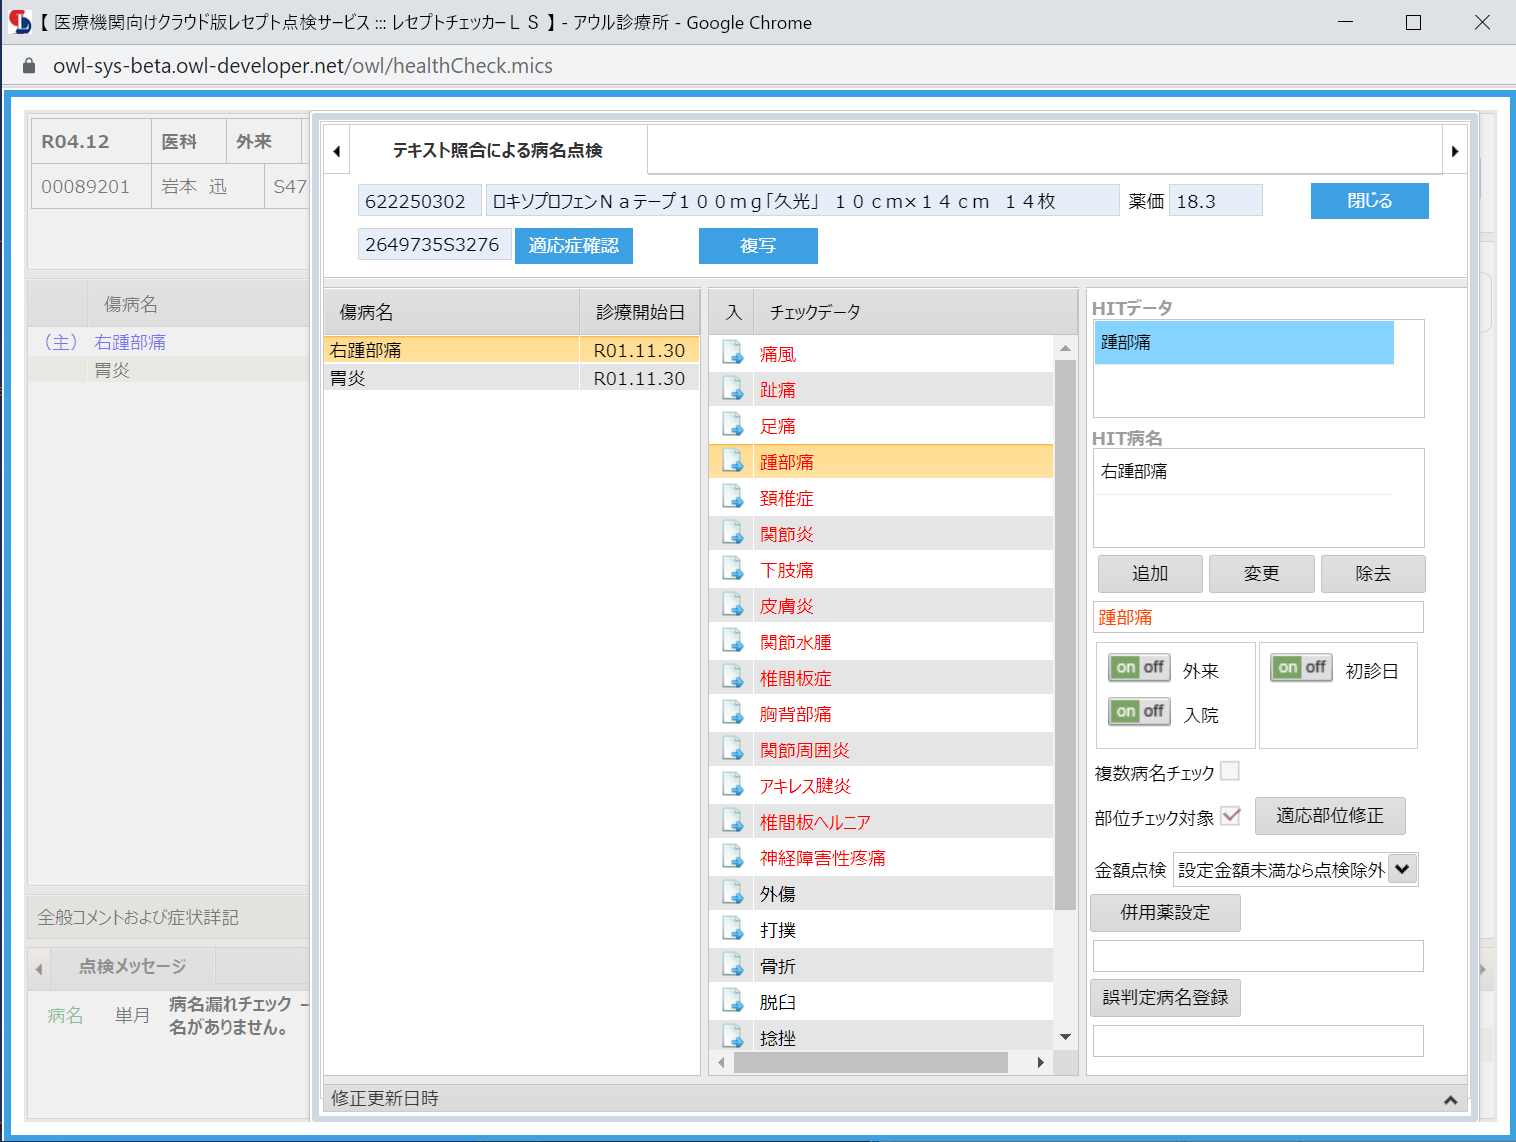 【 医療機関向けクラウド版レセプト点検サービス ::: レセプトチェッカーＬＳ 】 - アウル診療所 - Google Chrome
owl-sys-beta.owl-developer.net/owl/healthCheck.mics
R04.12 医科 外来
00089201 岩本 迅 S47
傷病名
（主） 右踵部痛
胃炎
全般コメントおよび症状詳記
点検メッセージ
病名 単月 病名漏れチェック －
名がありません。
テキスト照合による病名点検
622250302 ロキソプロフェンＮａテープ１００ｍｇ「久光」 １０ｃｍ×１４ｃｍ １４枚 薬価 18.3 閉じる
2649735S3276 適応症確認 複写
傷病名 診療開始日
右踵部痛 R01.11.30
胃炎 R01.11.30
入 チェックデータ
痛風
趾痛
足痛
踵部痛
頚椎症
関節炎
下肢痛
皮膚炎
関節水腫
椎間板症
胸背部痛
関節周囲炎
アキレス腱炎
椎間板ヘルニア
神経障害性疼痛
外傷
打撲
骨折
脱臼
捻挫
HITデータ
踵部痛
HIT病名
右踵部痛
追加 変更 除去
踵部痛
on off 外来 on off 初診日
on off 入院
複数病名チェック
部位チェック対象 適応部位修正
金額点検 設定金額未満なら点検除外
併用薬設定
誤判定病名登録
修正更新日時